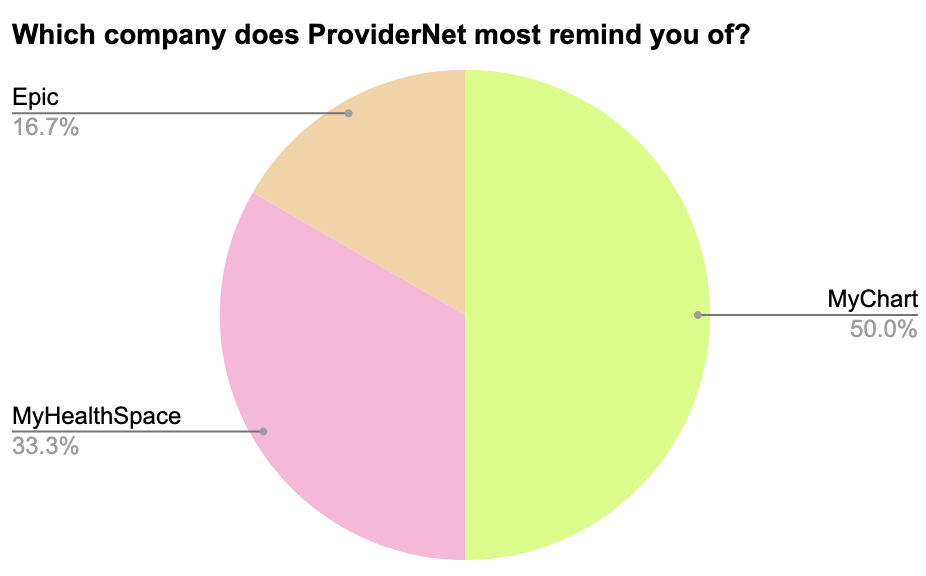 Which company does ProviderNet most remind you of?
Epic
16.7%
MyChart
50.0%
MyHealthSpace
33.3%